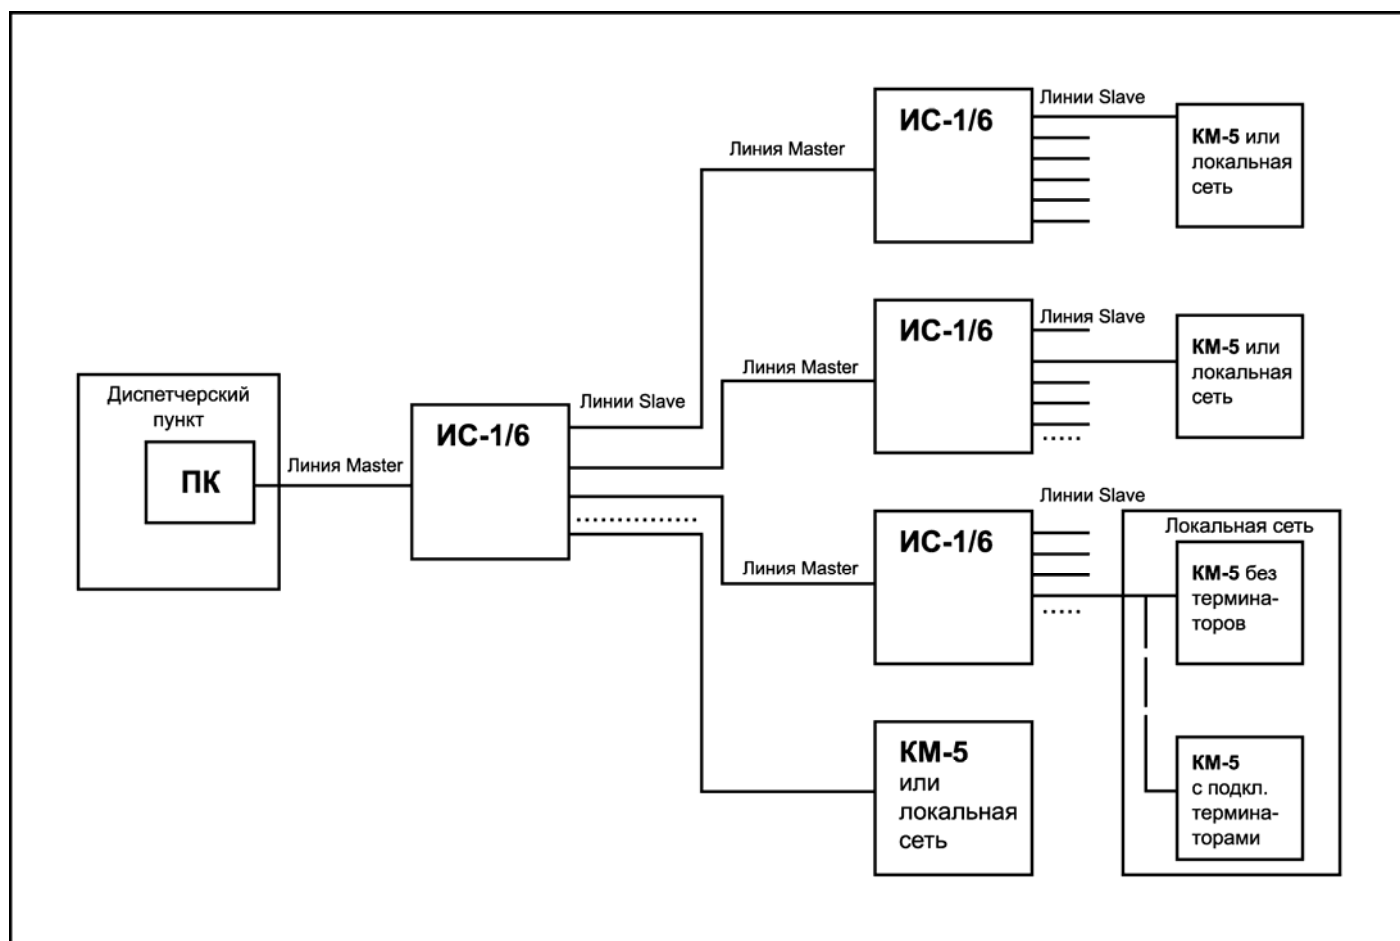 Диспетчерский
пункт
ПК
Линия Master
ИС-1/6
Линии Slave
Линия Master
ИС-1/6
Линии Slave
КМ-5 или
локальная
сеть
Линия Master
ИС-1/6
Линия Slave
КМ-5 или
локальная
сеть
Линия Master
ИС-1/6
Линия Slave
Локальная сеть
КМ-5 без
термина-
торов
КМ-5
с подкл.
термина-
торами
КМ-5
или
локальная
сеть